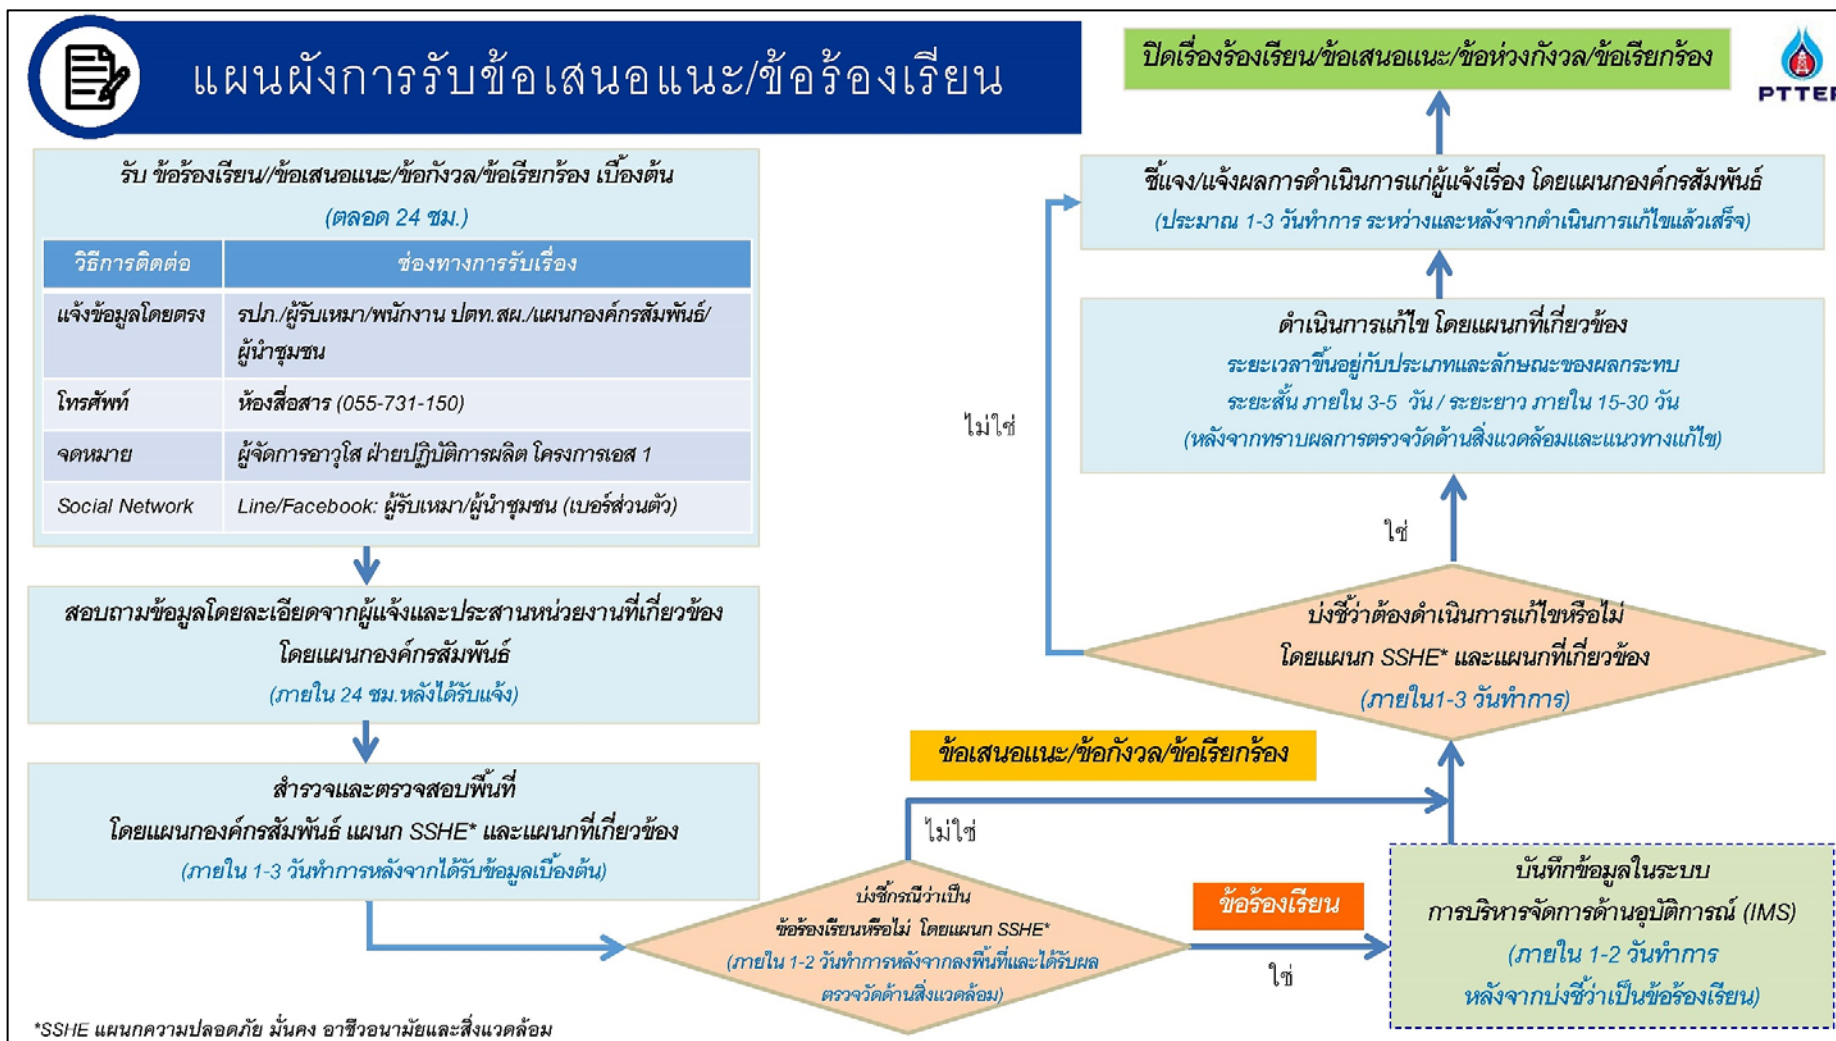 แผนผังการรับข้อเสนอแนะ/ข้อร้องเรียน
รับ ข้อร้องเรียน//ข้อเสนอแนะ/ข้อกังวล/ข้อเรียกร้อง เบื้องต้น
(ตลอด 24 ชม.)
วิธีการติดต่อ ช่องทางการรับเรื่อง
แจ้งข้อมูลโดยตรง รปภ./ผู้รับเหมา/พนักงาน ปตท.สผ./แผนกองค์กรสัมพันธ์/
ผู้นำชุมชน
โทรศัพท์ ห้องสื่อสาร (055-731-150)
จดหมาย ผู้จัดการอาวุโส ฝ่ายปฏิบัติการผลิต โครงการเอส 1
Social Network Line/Facebook: ผู้รับเหมา/ผู้นำชุมชน (เบอร์ส่วนตัว)
สอบถามข้อมูลโดยละเอียดจากผู้แจ้งและประสานหน่วยงานที่เกี่ยวข้อง
โดยแผนกองค์กรสัมพันธ์
(ภายใน 24 ชม.หลังได้รับแจ้ง)
สำรวจและตรวจสอบพื้นที่
โดยแผนกองค์กรสัมพันธ์ แผนก SSHE* และแผนกที่เกี่ยวข้อง
(ภายใน 1-3 วันทำการหลังจากได้รับข้อมูลเบื้องต้น)
บ่งชี้กรณีว่าเป็น
ข้อร้องเรียนหรือไม่ โดยแผนก SSHE*
(ภายใน 1-2 วันทำการหลังจากลงพื้นที่และได้รับผล
ตรวจวัดด้านสิ่งแวดล้อม)
ไม่ใช่
ข้อเสนอแนะ/ข้อกังวล/ข้อเรียกร้อง
ข้อร้องเรียน
ใช่
บันทึกข้อมูลในระบบ
การบริหารจัดการด้านอุบัติการณ์ (IMS)
(ภายใน 1-2 วันทำการ
หลังจากบ่งชี้ว่าเป็นข้อร้องเรียน)
บ่งชี้ว่าต้องดำเนินการแก้ไขหรือไม่
โดยแผนก SSHE* และแผนกที่เกี่ยวข้อง
(ภายใน1-3 วันทำการ)
ไม่ใช่
ใช่
ดำเนินการแก้ไข โดยแผนกที่เกี่ยวข้อง
ระยะเวลาขึ้นอยู่กับประเภทและลักษณะของผลกระทบ
ระยะสั้น ภายใน 3-5 วัน / ระยะยาว ภายใน 15-30 วัน
(หลังจากทราบผลการตรวจวัดด้านสิ่งแวดล้อมและแนวทางแก้ไข)
ชี้แจง/แจ้งผลการดำเนินการแก่ผู้แจ้งเรื่อง โดยแผนกองค์กรสัมพันธ์
(ประมาณ 1-3 วันทำการ ระหว่างและหลังจากดำเนินการแก้ไขแล้วเสร็จ)
ปิดเรื่องร้องเรียน/ข้อเสนอแนะ/ข้อห่วงกังวล/ข้อเรียกร้อง
PTTEP
*SSHE แผนกความปลอดภัย มั่นคง อาชีวอนามัยและสิ่งแวดล้อม